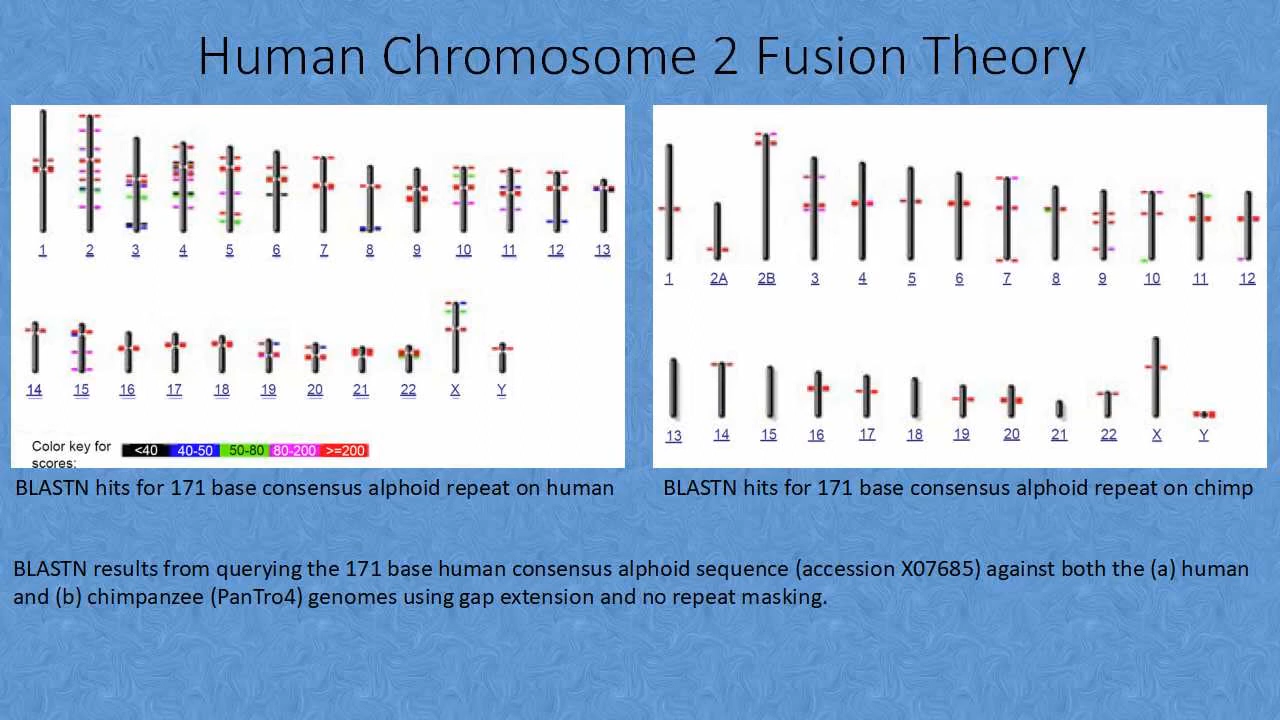 Human Chromosome 2 Fusion Theory
1 2 3 4 5 6 7 8 9 10 11 12 13
14 15 16 17 18 19 20 21 22 X Y
Color key for
scores:
<40 40-50 50-80 80-200 >=200
1 2A 2B 3 4 5 6 7 8 9 10 11 12
13 14 15 16 17 18 19 20 21 22 X Y
BLASTN hits for 171 base consensus alphoid repeat on human
BLASTN hits for 171 base consensus alphoid repeat on chimp
BLASTN results from querying the 171 base human consensus alphoid sequence (accession X07685) against both the (a) human
and (b) chimpanzee (PanTro4) genomes using gap extension and no repeat masking.